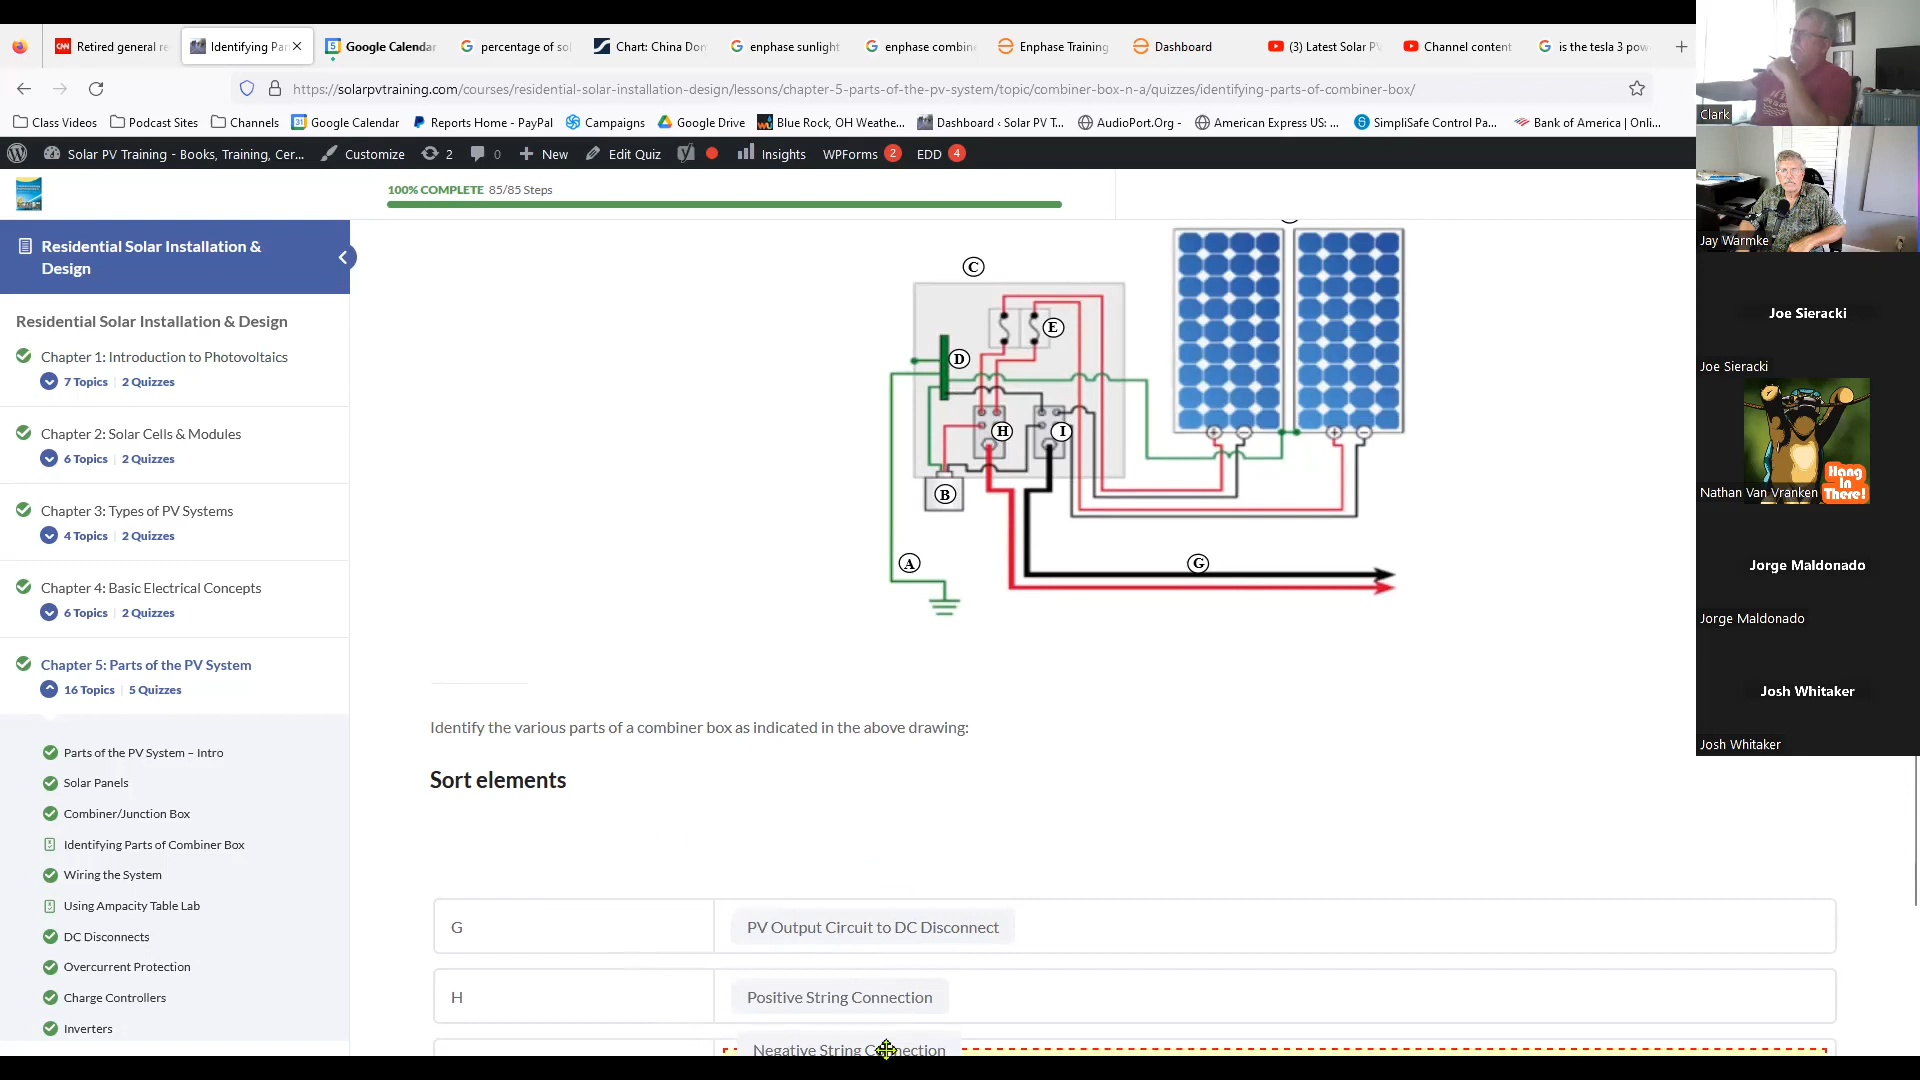 CNN Retired general re
Identifying Par
5 Google Calendar
percentage of so
Chart: China Dom
enphase sunlight
enphase combine
Enphase Training
Dashboard
(3) Latest Solar PV
Channel content
is the tesla 3 pow
https://solarpvtraining.com/courses/residential-solar-installation-design/lessons/chapter-5-parts-of-the-pv-system/topic/combiner-box-n-a/quizzes/identifying-parts-of-combiner-box/
Class Videos
Podcast Sites
Channels
31 Google Calendar
Reports Home - PayPal
Campaigns
Google Drive
Blue Rock, OH Weathe...
Dashboard ‹ Solar PV T...
AudioPort.Org -
American Express US: ...
SimpliSafe Control Pa...
Bank of America | Onli...
Solar PV Training - Books, Training, Cer...
Customize
2
0
New
Edit Quiz
Insights
WPForms 2
EDD 4
100% COMPLETE 85/85 Steps
Residential Solar Installation &
Design
Residential Solar Installation & Design
Chapter 1: Introduction to Photovoltaics
7 Topics | 2 Quizzes
Chapter 2: Solar Cells & Modules
6 Topics | 2 Quizzes
Chapter 3: Types of PV Systems
4 Topics | 2 Quizzes
Chapter 4: Basic Electrical Concepts
6 Topics | 2 Quizzes
Chapter 5: Parts of the PV System
16 Topics | 5 Quizzes
Parts of the PV System – Intro
Solar Panels
Combiner/Junction Box
Identifying Parts of Combiner Box
Wiring the System
Using Ampacity Table Lab
DC Disconnects
Overcurrent Protection
Charge Controllers
Inverters
C
E
D
H
I
B
A
G
+
−
+
−
Identify the various parts of a combiner box as indicated in the above drawing:
Sort elements
G
PV Output Circuit to DC Disconnect
H
Positive String Connection
Negative String Connection
Clark
Jay Warmke
Joe Sieracki
Joe Sieracki
Hang
In
There!
Nathan Van Vranken
Jorge Maldonado
Jorge Maldonado
Josh Whitaker
Josh Whitaker